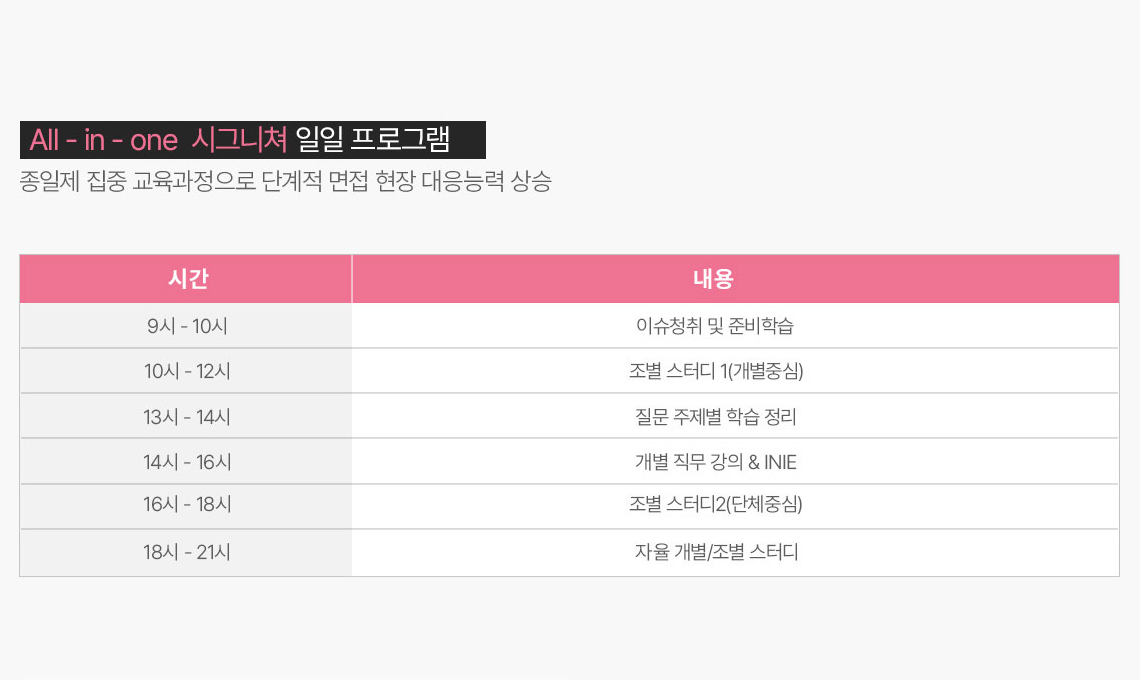 All - in - one 시그니쳐 일일 프로그램
종일제 집중 교육과정으로 단계적 면접 현장 대응능력 상승
시간 내용
9시 - 10시 이슈청취 및 준비학습
10시 - 12시 조별 스터디 1(개별중심)
13시 - 14시 질문 주제별 학습 정리
14시 - 16시 개별 직무 강의 & INIE
16시 - 18시 조별 스터디2(단체중심)
18시 - 21시 자율 개별/조별 스터디